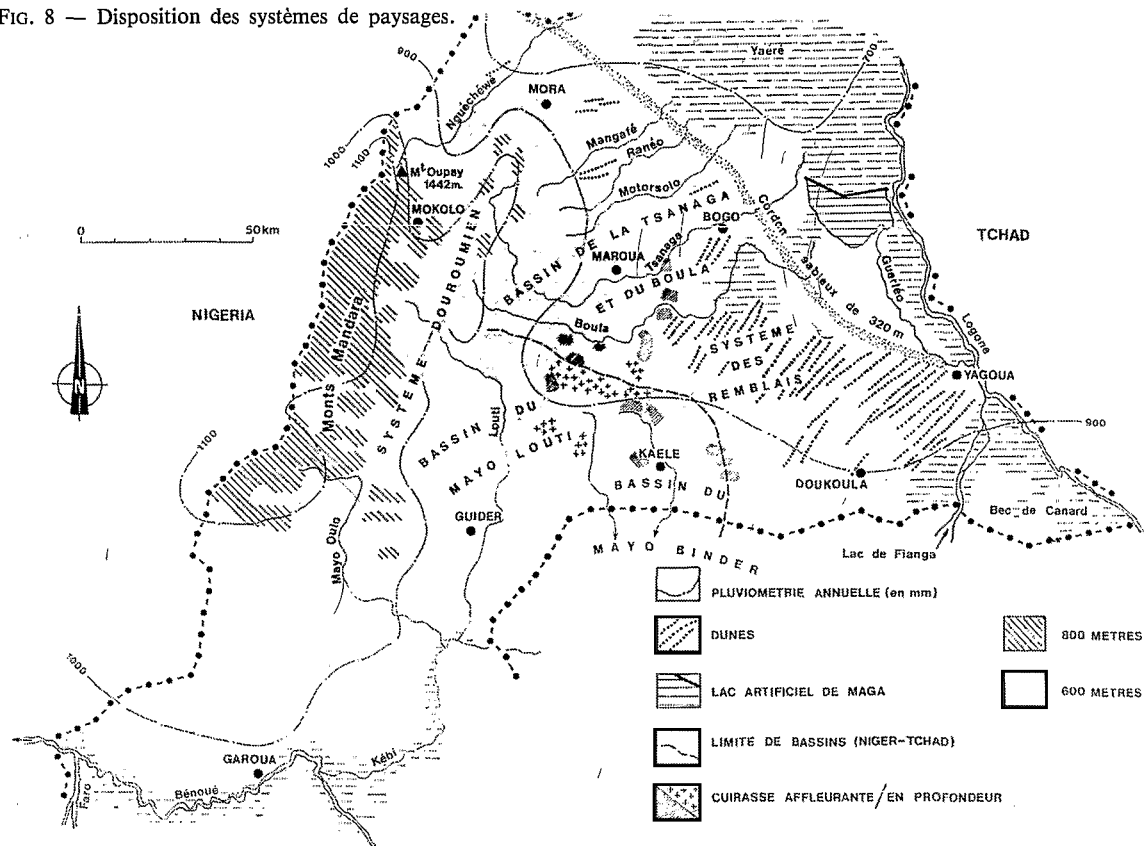 FIG. 8 — Disposition des systèmes de paysages.
900
Yaéré
700
Nguéchéwé
MORA
1000
1100
Mangafé
Ranéo
Mt Oupay
1442m.
Motorsolo
MOKOLO
0
50km
BASSIN DE LA TSANAGA
ET DU BOULA
BOGO
Cordon sableux de 320 m
TCHAD
MAROUA
Tsanaga
Guerléo
Logone
NIGERIA
Monts Mandara
SYSTEME DOUROUMIEN
Boula
SYSTEME
DES
REMBLAIS
N
YAGOUA
BASSIN DU
MAYO LOUTI
Louti
900
1100
KAELE
DOUKOULA
BASSIN DU
MAYO BINDER
GUIDER
Bec de Canard
Mayo Oulo
Lac de Fianga
PLUVIOMETRIE ANNUELLE (en mm)
DUNES
800 METRES
1000
LAC ARTIFICIEL DE MAGA
600 METRES
LIMITE DE BASSINS (NIGER-TCHAD)
GAROUA
Kébi
Bénoué
Faro
CUIRASSE AFFLEURANTE/EN PROFONDEUR